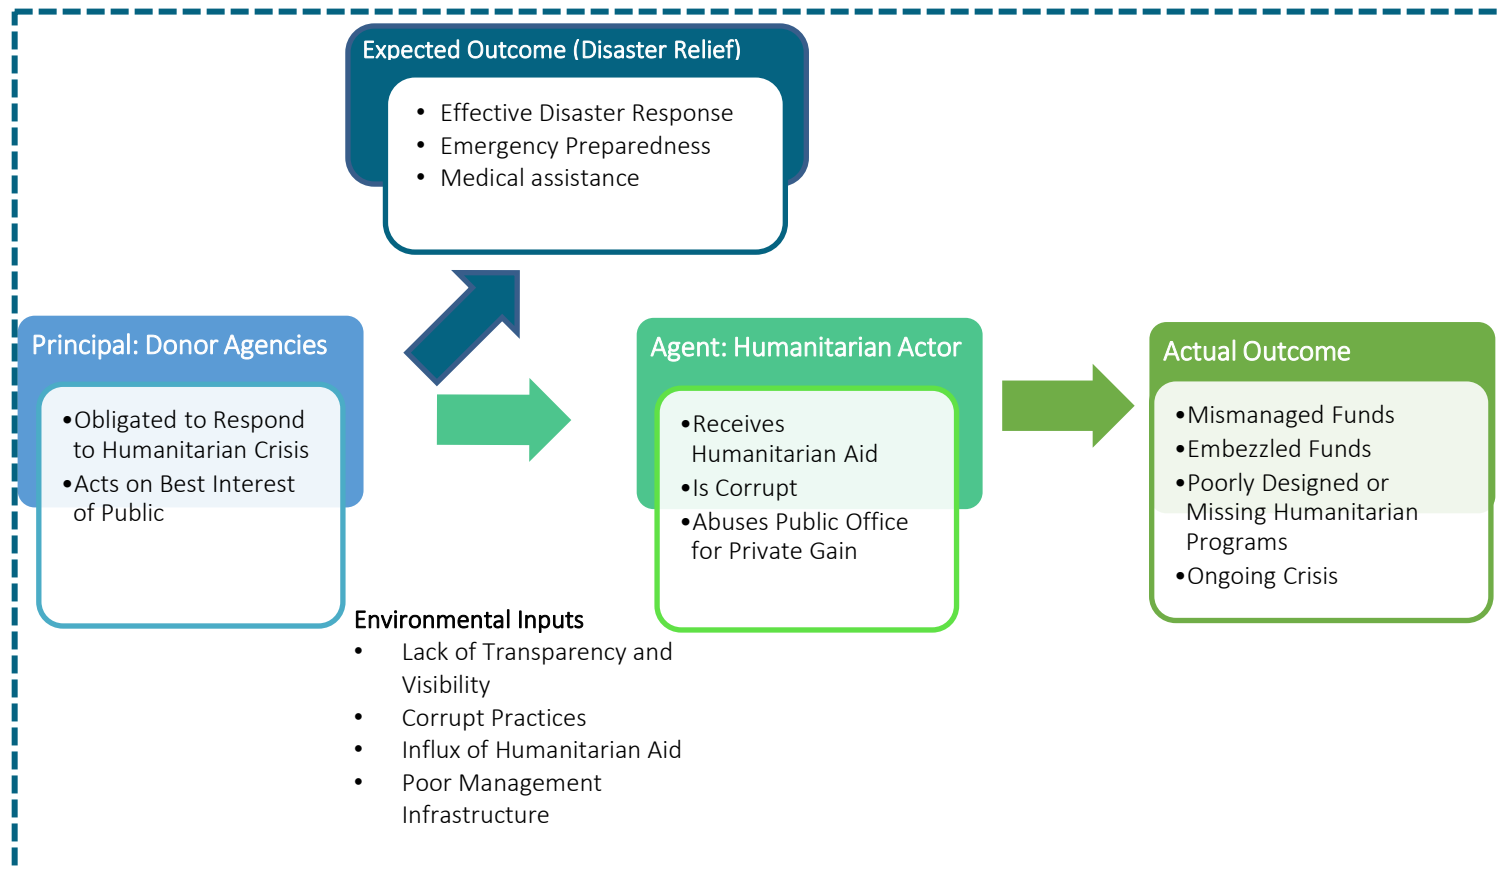 Expected Outcome (Disaster Relief)
• Effective Disaster Response
• Emergency Preparedness
• Medical assistance
Principal: Donor Agencies
•Obligated to Respond
to Humanitarian Crisis
•Acts on Best Interest
of Public
Agent: Humanitarian Actor
•Receives
Humanitarian Aid
•Is Corrupt
•Abuses Public Office
for Private Gain
Actual Outcome
•Mismanaged Funds
•Embezzled Funds
•Poorly Designed or
Missing Humanitarian
Programs
•Ongoing Crisis
Environmental Inputs
• Lack of Transparency and
Visibility
• Corrupt Practices
• Influx of Humanitarian Aid
• Poor Management
Infrastructure